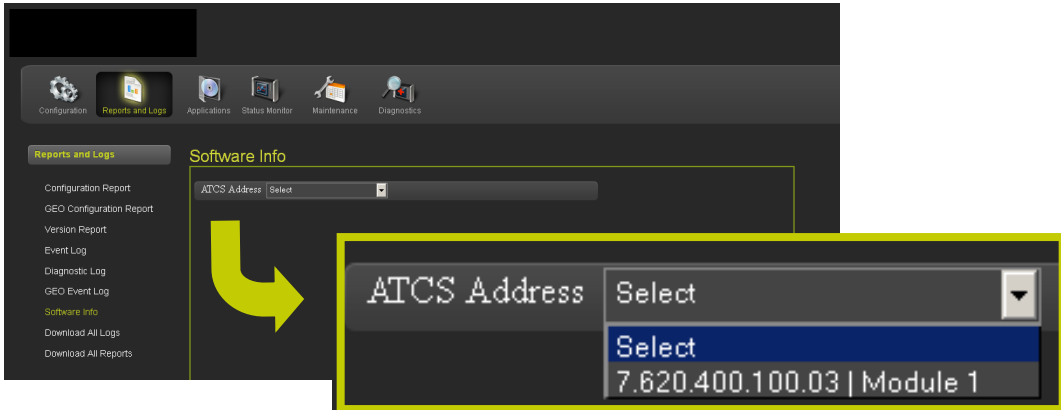 Configuration
Reports and Logs
Applications
Status Monitor
Maintenance
Diagnostics
Reports and Logs
Configuration Report
GEO Configuration Report
Version Report
Event Log
Diagnostic Log
GEO Event Log
Software Info
Download All Logs
Download All Reports
Software Info
ATCS Address Select
ATCS Address Select
Select
7.620.400.100.03 | Module 1